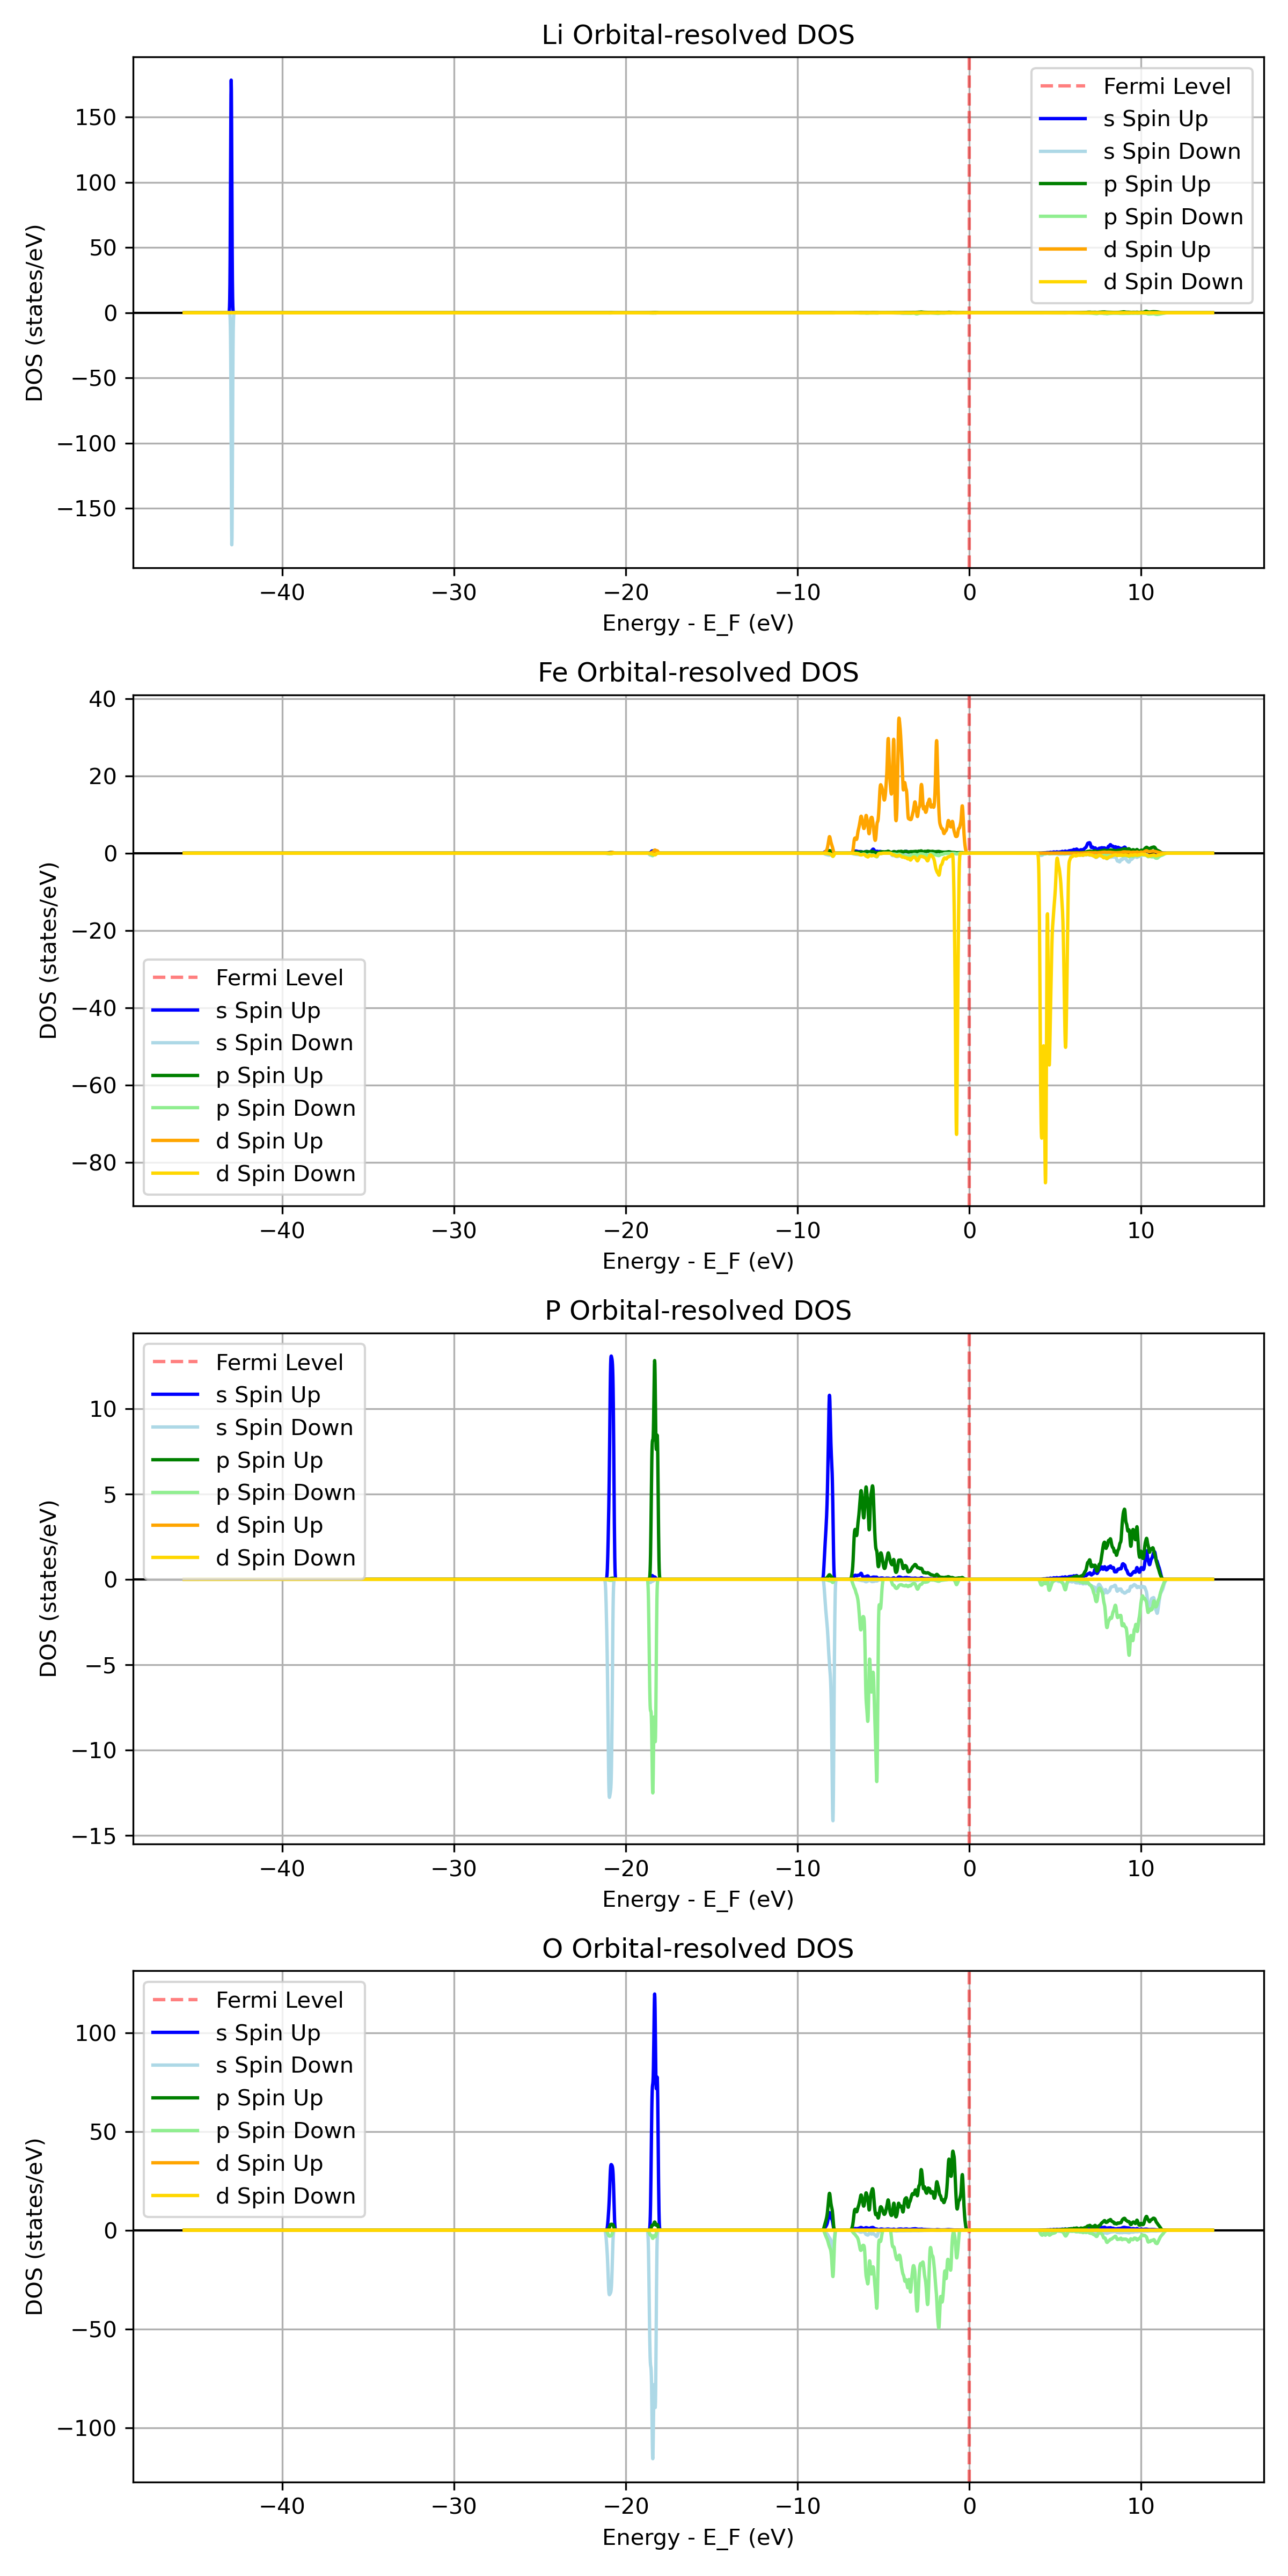 Li Orbital-resolved DOS
150
100
50
0
−50
−100
−150
DOS (states/eV)
Fermi Level
s Spin Up
s Spin Down
p Spin Up
p Spin Down
d Spin Up
d Spin Down
−40 −30 −20 −10 0 10
Energy - E_F (eV)
Fe Orbital-resolved DOS
40
20
0
−20
−40
−60
−80
DOS (states/eV)
Fermi Level
s Spin Up
s Spin Down
p Spin Up
p Spin Down
d Spin Up
d Spin Down
−40 −30 −20 −10 0 10
Energy - E_F (eV)
P Orbital-resolved DOS
10
5
0
−5
−10
−15
DOS (states/eV)
Fermi Level
s Spin Up
s Spin Down
p Spin Up
p Spin Down
d Spin Up
d Spin Down
−40 −30 −20 −10 0 10
Energy - E_F (eV)
O Orbital-resolved DOS
100
50
0
−50
−100
DOS (states/eV)
Fermi Level
s Spin Up
s Spin Down
p Spin Up
p Spin Down
d Spin Up
d Spin Down
−40 −30 −20 −10 0 10
Energy - E_F (eV)